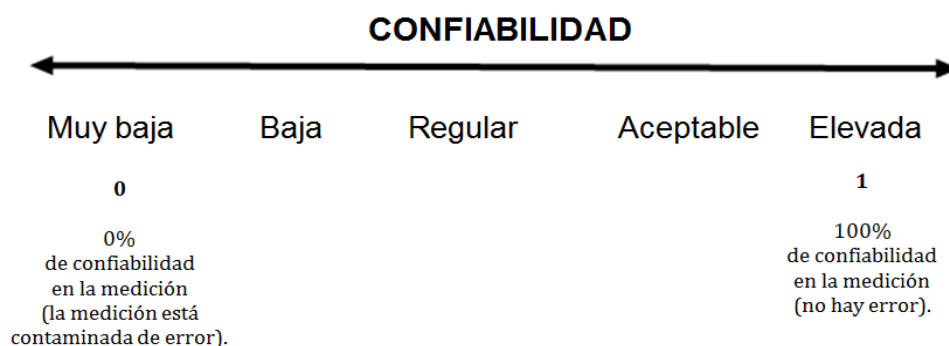 CONFIABILIDAD
Muy baja Baja Regular Aceptable Elevada
0
0%
de confiabilidad
en la medición
(la medición está
contaminada de error).
1
100%
de confiabilidad
en la medición
(no hay error).